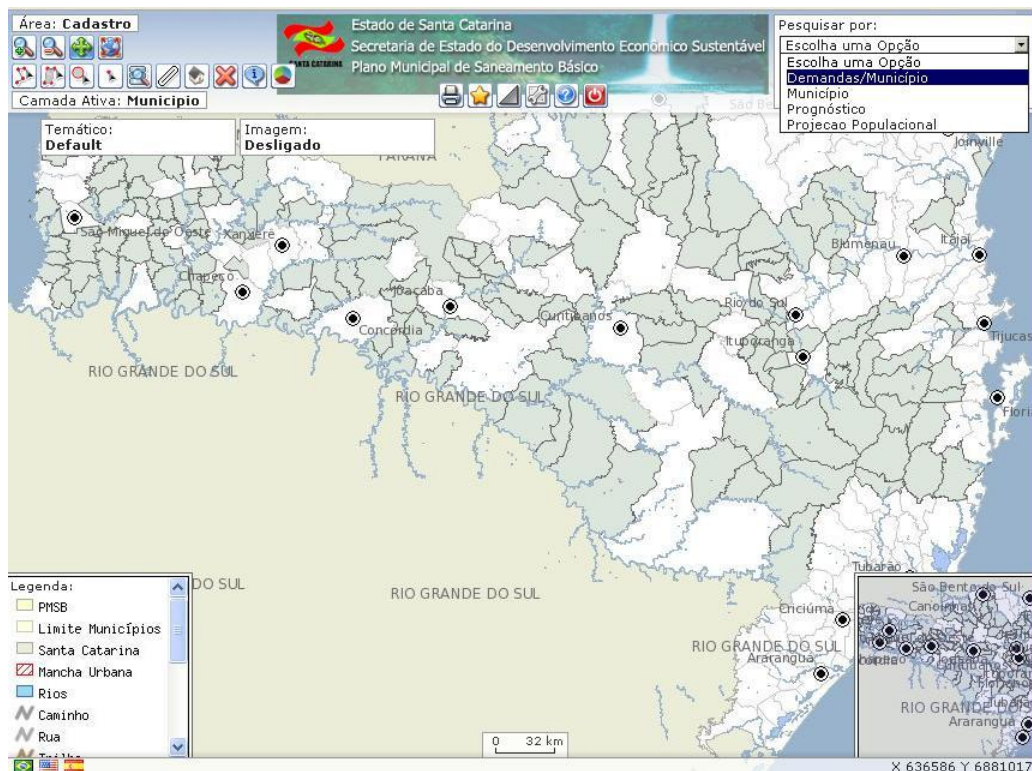 Área: Cadastro
Estado de Santa Catarina
Secretaria de Estado do Desenvolvimento Econômico Sustentável
Plano Municipal de Saneamento Básico
SANTA CATARINA
Pesquisar por:
Escolha uma Opção
Escolha uma Opção
Demandas/Município
Município
Prognóstico
Projecao Populacional
Camada Ativa: Municipio
Temático:
Default
Imagem:
Desligado
PARANÁ
São Be
Joinville
São Miguel do Oeste
Xanxerê
Blumenau
Itajaí
Chapecó
Joaçaba
Concórdia
Curitibanos
Rio do Sul
Ituporanga
Tijucas
Flori
RIO GRANDE DO SUL
RIO GRANDE DO SUL
DO SUL
RIO GRANDE DO SUL
Tubarão
Criciúma
RIO GRANDE DO SUL
Araranguá
Legenda:
PMSB
Limite Municípios
Santa Catarina
Mancha Urbana
Rios
Caminho
Rua
Trilha
São Bento do Sul
Canoinhas
RIO GRANDE DO
Araranguá
0 32 km
X 636586 Y 6881017